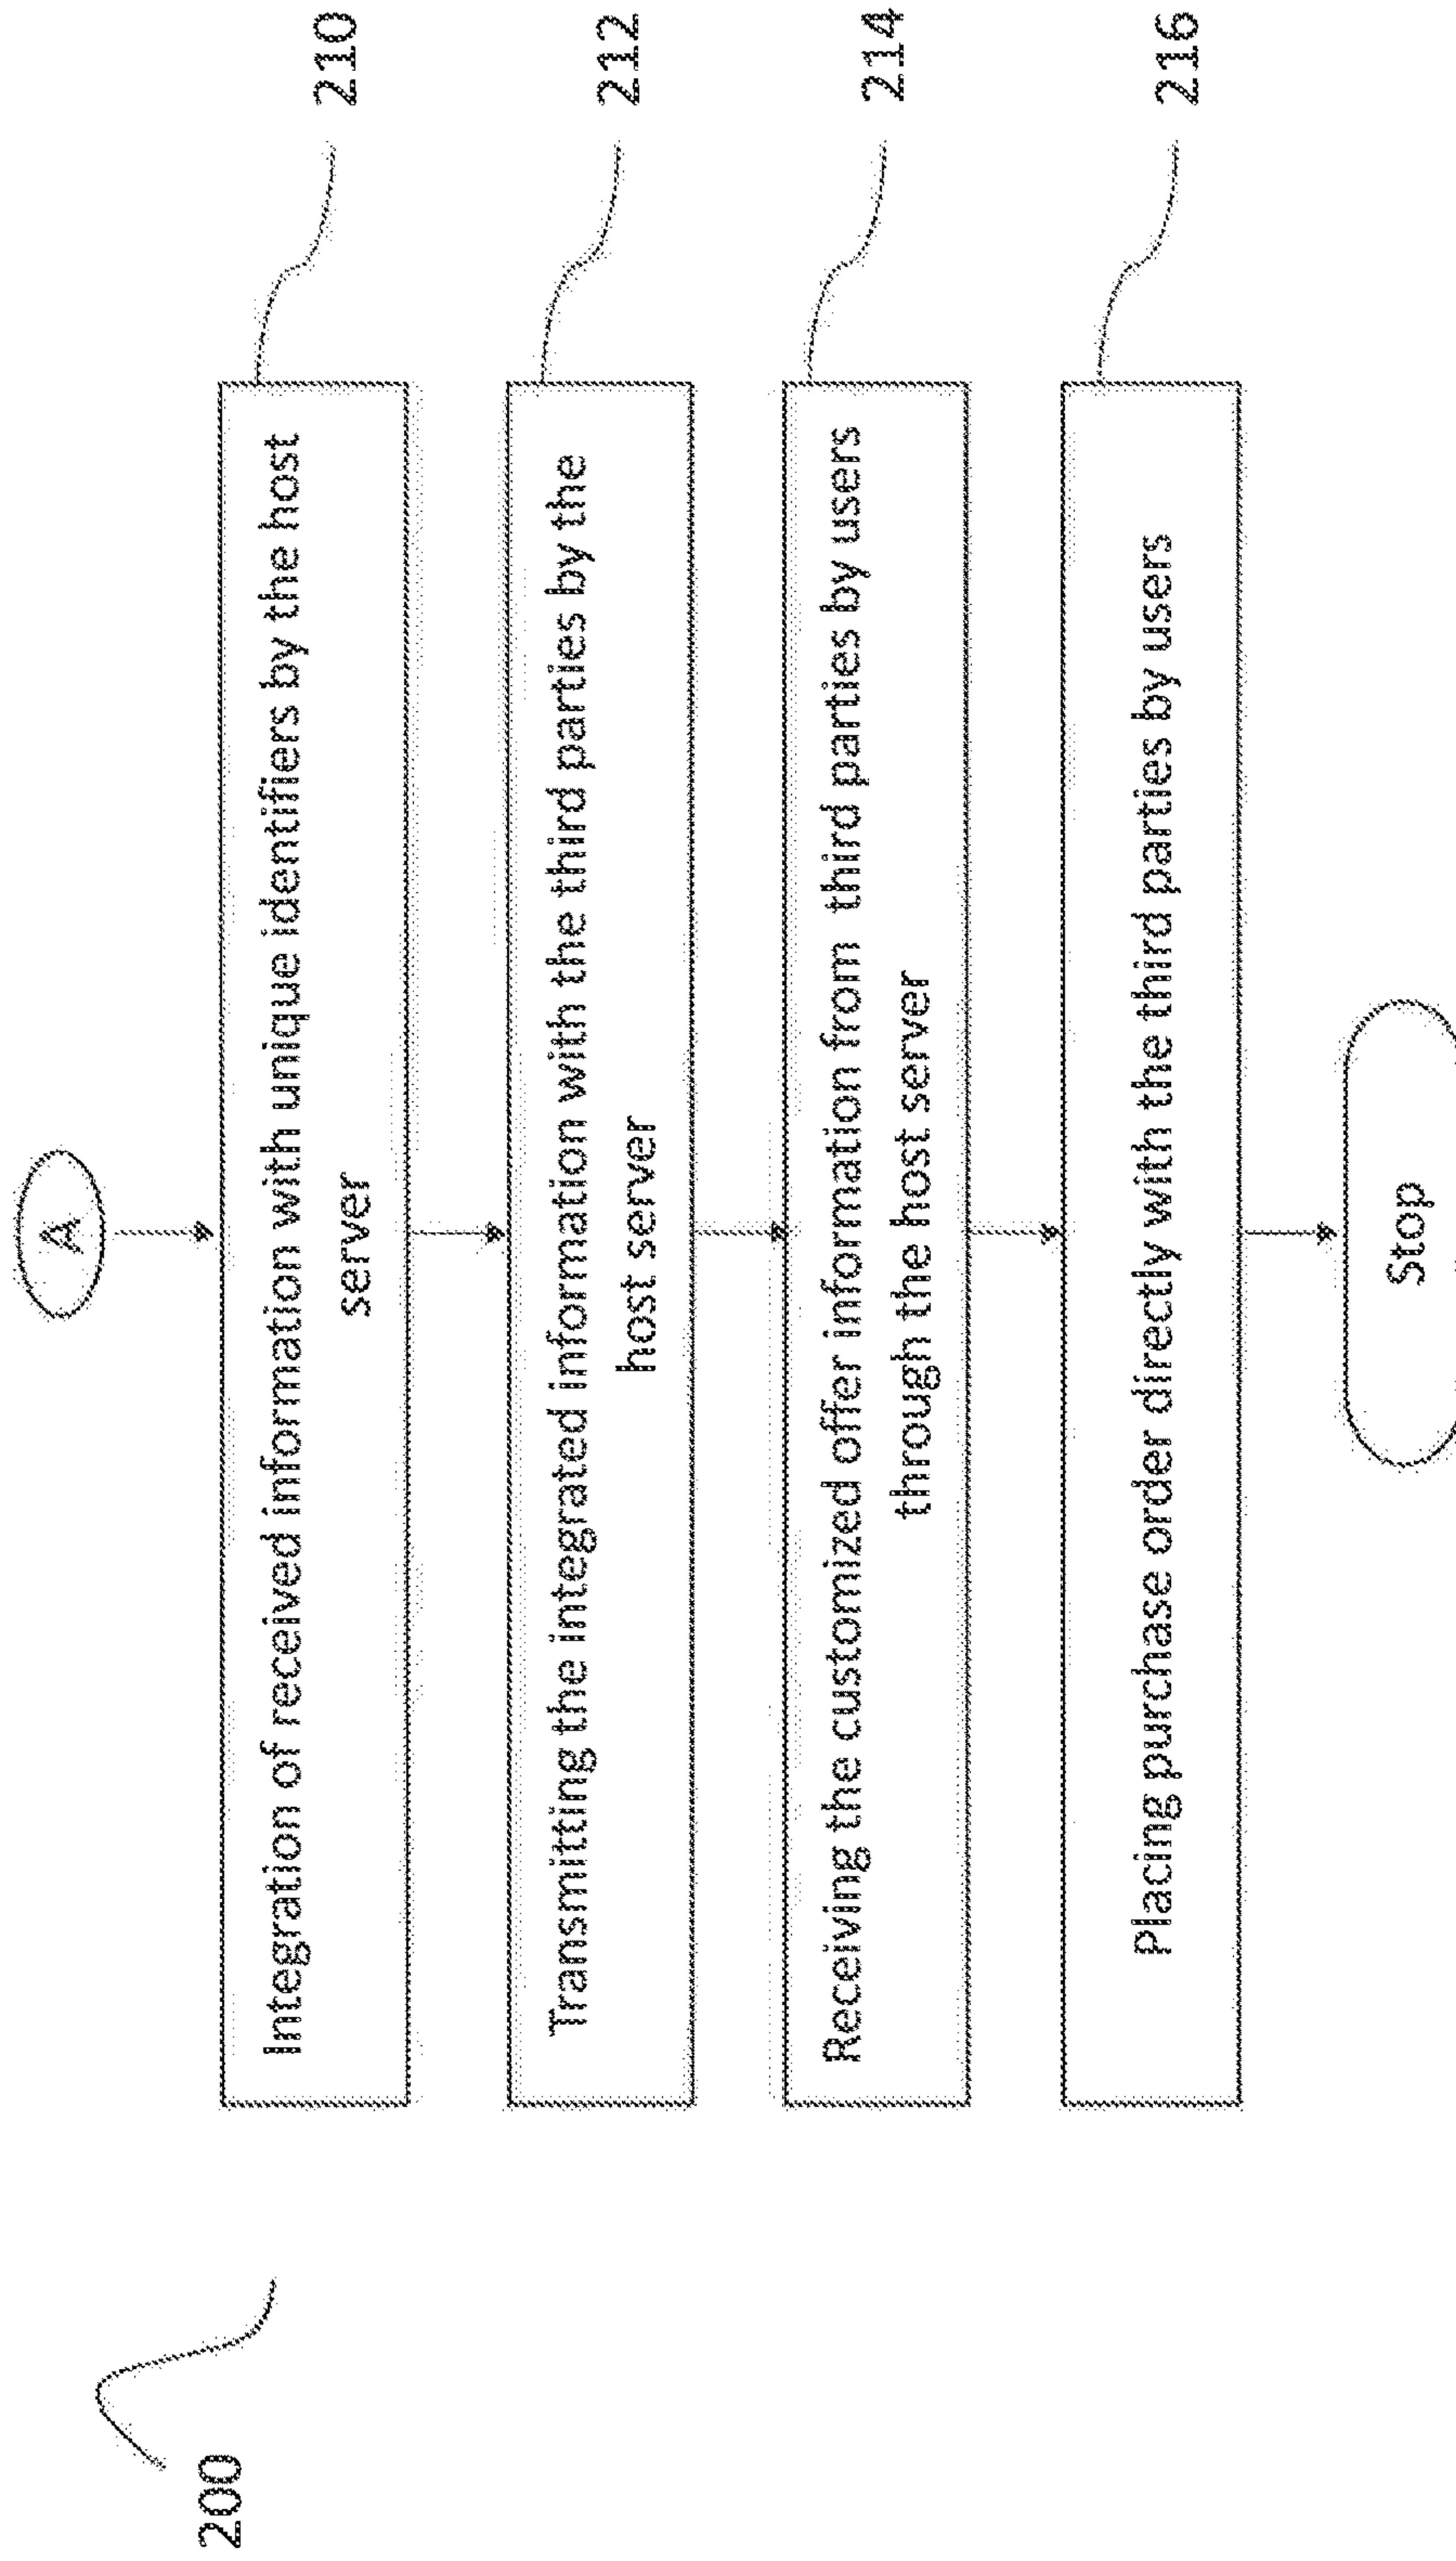 200
A
Integration of received information with unique identifiers by the host
server
210
Transmitting the integrated information with the third parties by the
host server
212
Receiving the customized offer information from third parties by users
through the host server
214
Placing purchase order directly with the third parties by users
216
Stop